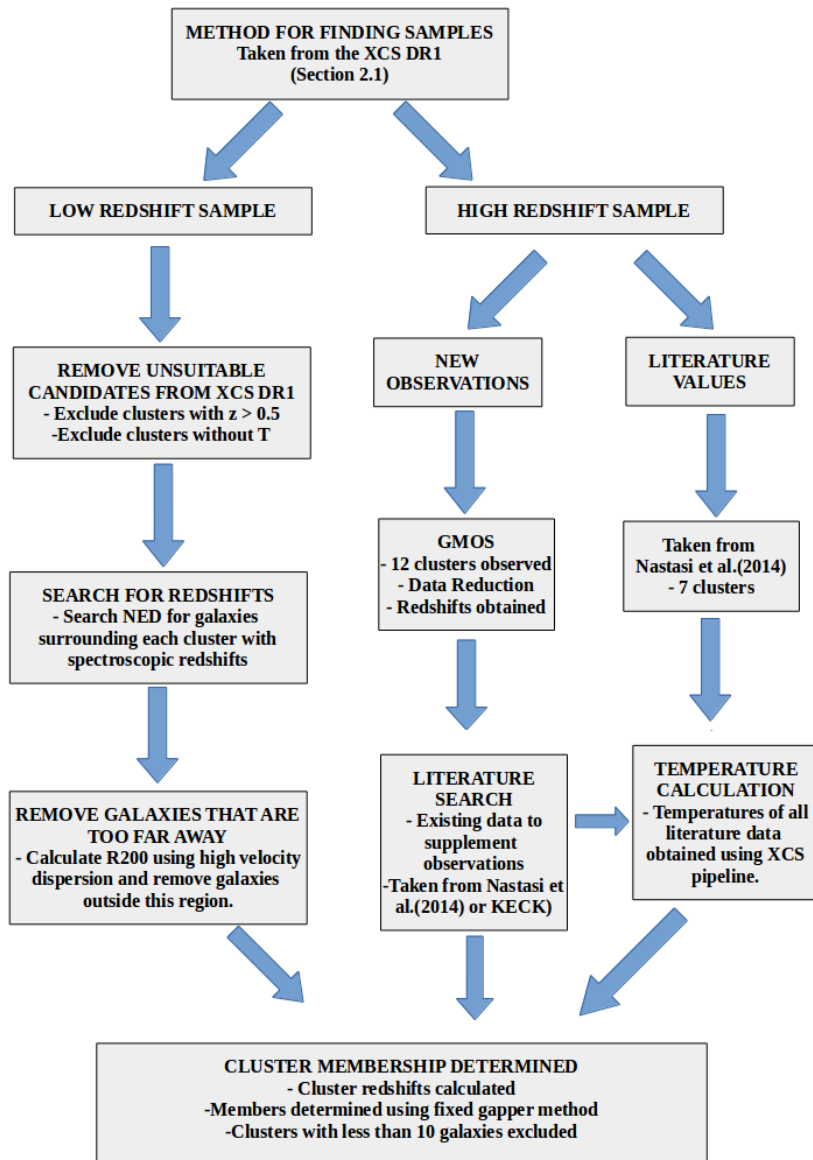 METHOD FOR FINDING SAMPLES
Taken from the XCS DR1
(Section 2.1)
LOW REDSHIFT SAMPLE
HIGH REDSHIFT SAMPLE
REMOVE UNSUITABLE
CANDIDATES FROM XCS DR1
- Exclude clusters with z > 0.5
-Exclude clusters without T
NEW
OBSERVATIONS
LITERATURE
VALUES
SEARCH FOR REDSHIFTS
- Search NED for galaxies
surrounding each cluster with
spectroscopic redshifts
GMOS
- 12 clusters observed
- Data Reduction
- Redshifts obtained
Taken from
Nastasi et al.(2014)
- 7 clusters
REMOVE GALAXIES THAT ARE
TOO FAR AWAY
- Calculate R200 using high velocity
dispersion and remove galaxies
outside this region.
LITERATURE
SEARCH
- Existing data to
supplement
observations
-Taken from Nastasi et
al.(2014) or KECK)
TEMPERATURE
CALCULATION
- Temperatures of all
literature data
obtained using XCS
pipeline.
CLUSTER MEMBERSHIP DETERMINED
- Cluster redshifts calculated
-Members determined using fixed gapper method
-Clusters with less than 10 galaxies excluded